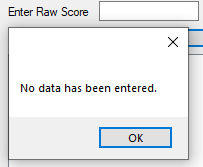 Enter Raw Score
No data has been entered.
OK